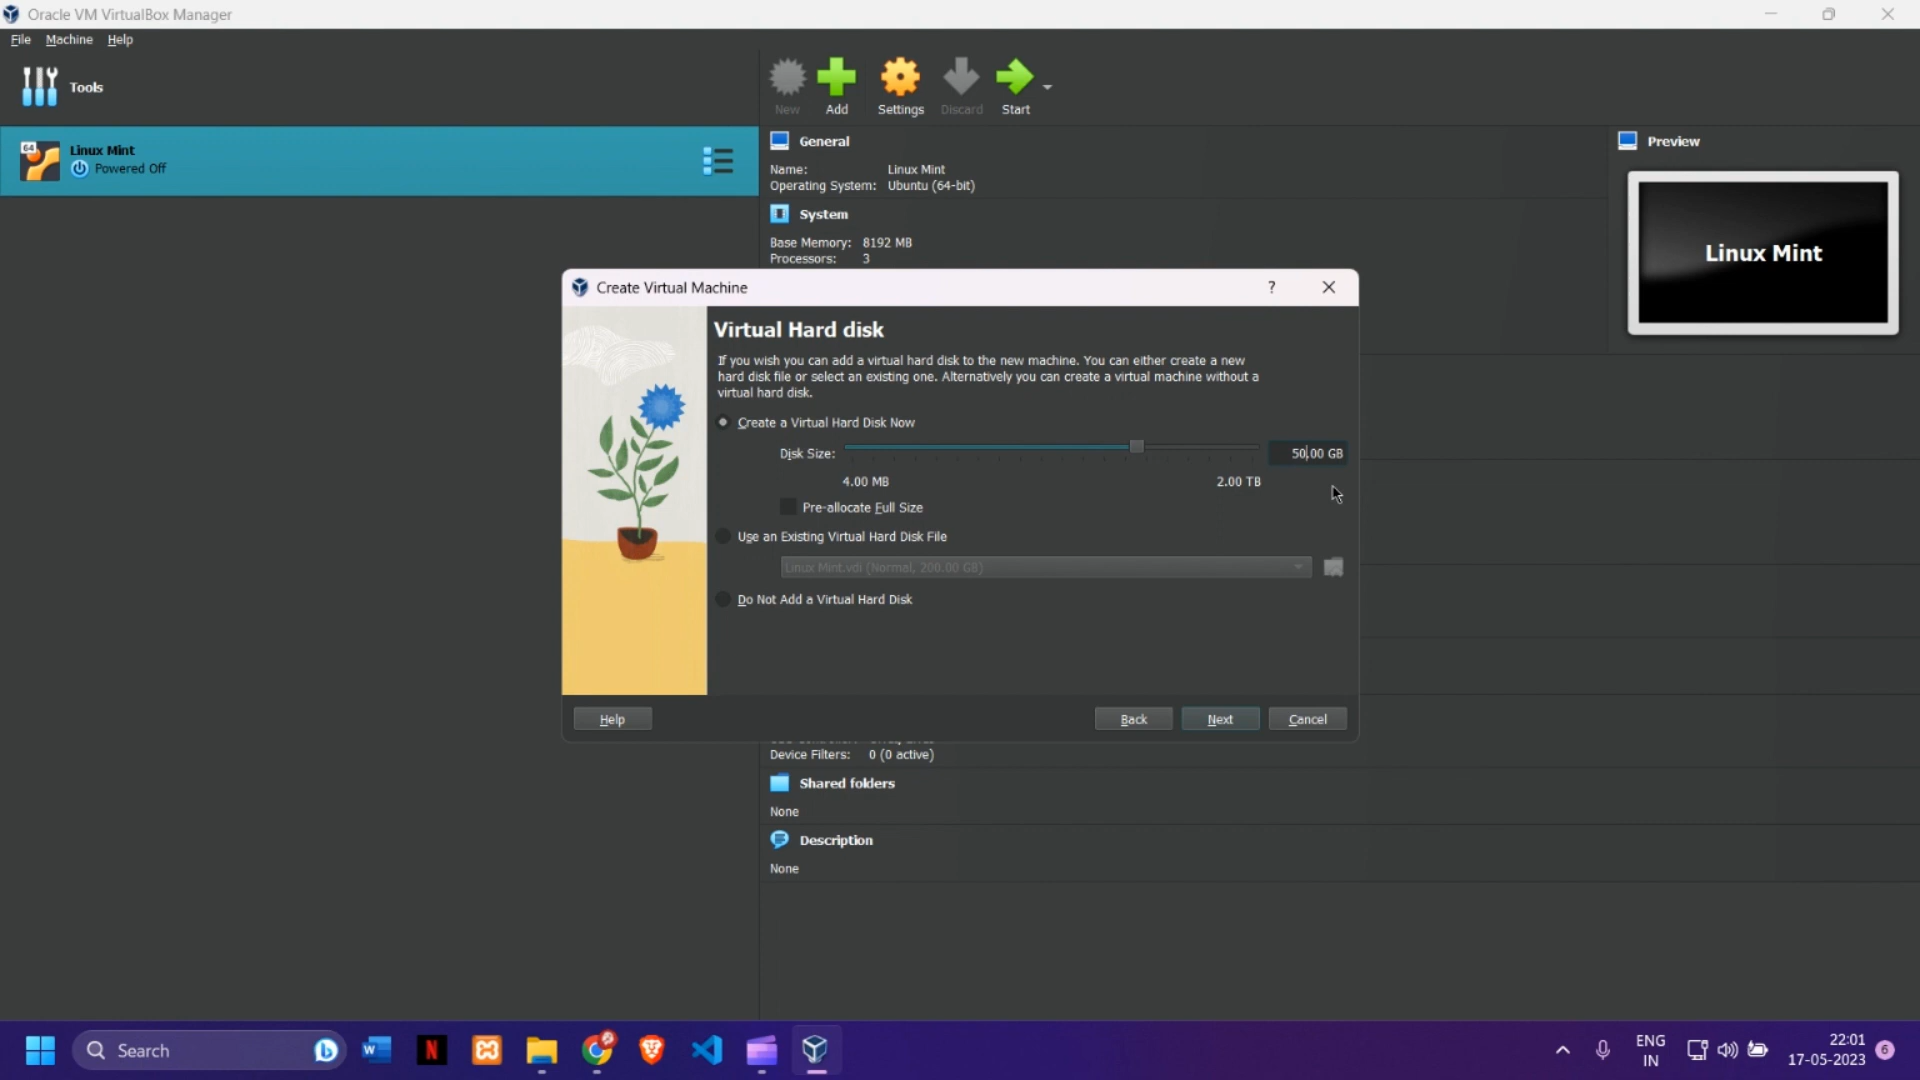 Oracle VM VirtualBox Manager
File Machine Help
Tools
New Add Settings Discard Start
64
Linux Mint
Powered Off
General
Name: Linux Mint
Operating System: Ubuntu (64-bit)
System
Base Memory: 8192 MB
Processors: 3
Preview
Linux Mint
Create Virtual Machine
?
Virtual Hard disk
If you wish you can add a virtual hard disk to the new machine. You can either create a new
hard disk file or select an existing one. Alternatively you can create a virtual machine without a
virtual hard disk.
Create a Virtual Hard Disk Now
Disk Size: 50.00 GB
4.00 MB 2.00 TB
Pre-allocate Full Size
Use an Existing Virtual Hard Disk File
Linux Mint.vdi (Normal, 200.00 GB)
Do Not Add a Virtual Hard Disk
Help Back Next Cancel
Device Filters: 0 (0 active)
Shared folders
None
Description
None
Search
ENG
IN
22:01
17-05-2023
6